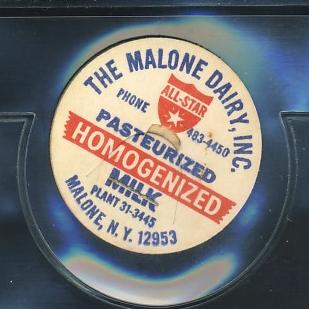 THE MALONE DAIRY, INC.
ALL-STAR
PHONE 483-4450
PASTEURIZED
HOMOGENIZED
MILK
PLANT 31-3445
MALONE, N.Y. 12953